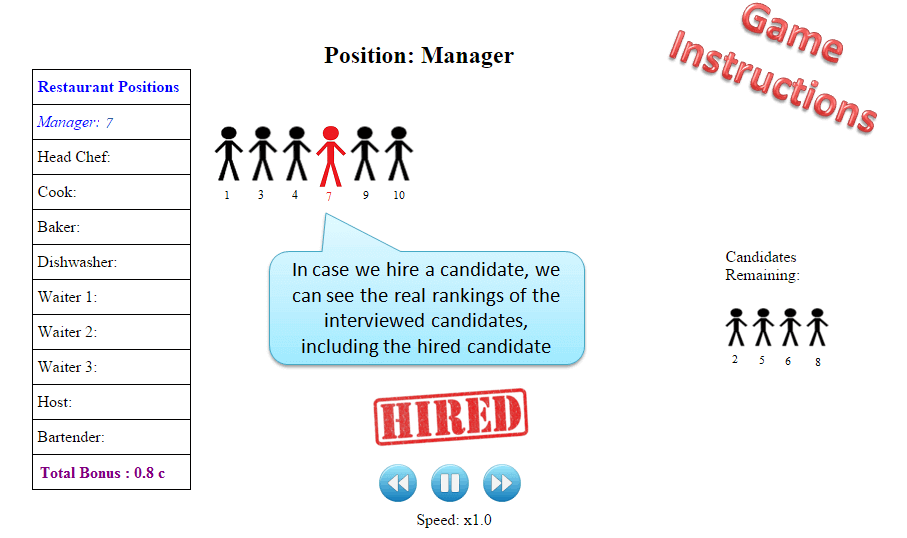 Game
Instructions
Position: Manager
Restaurant Positions
Manager: 7
Head Chef:
Cook:
Baker:
Dishwasher:
Waiter 1:
Waiter 2:
Waiter 3:
Host:
Bartender:
Total Bonus : 0.8 c
1 3 4 7 9 10
In case we hire a candidate, we
can see the real rankings of the
interviewed candidates,
including the hired candidate
Candidates
Remaining:
2 5 6 8
HIRED
Speed: x1.0